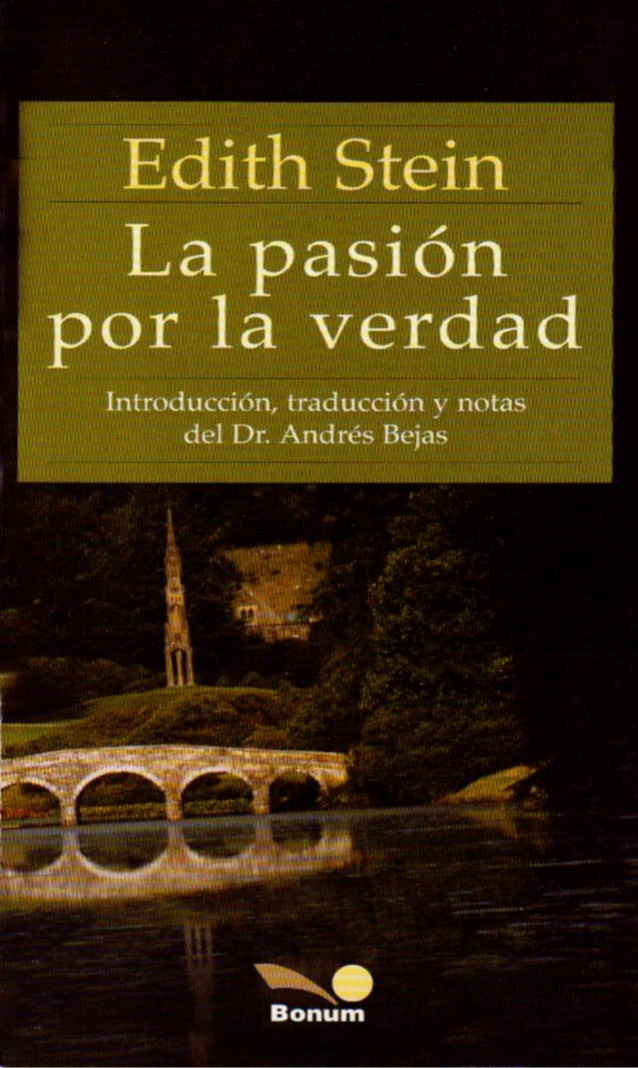 Edith Stein
La pasión
por la verdad
Introducción, traducción y notas
del Dr. Andrés Bejas
Bonum